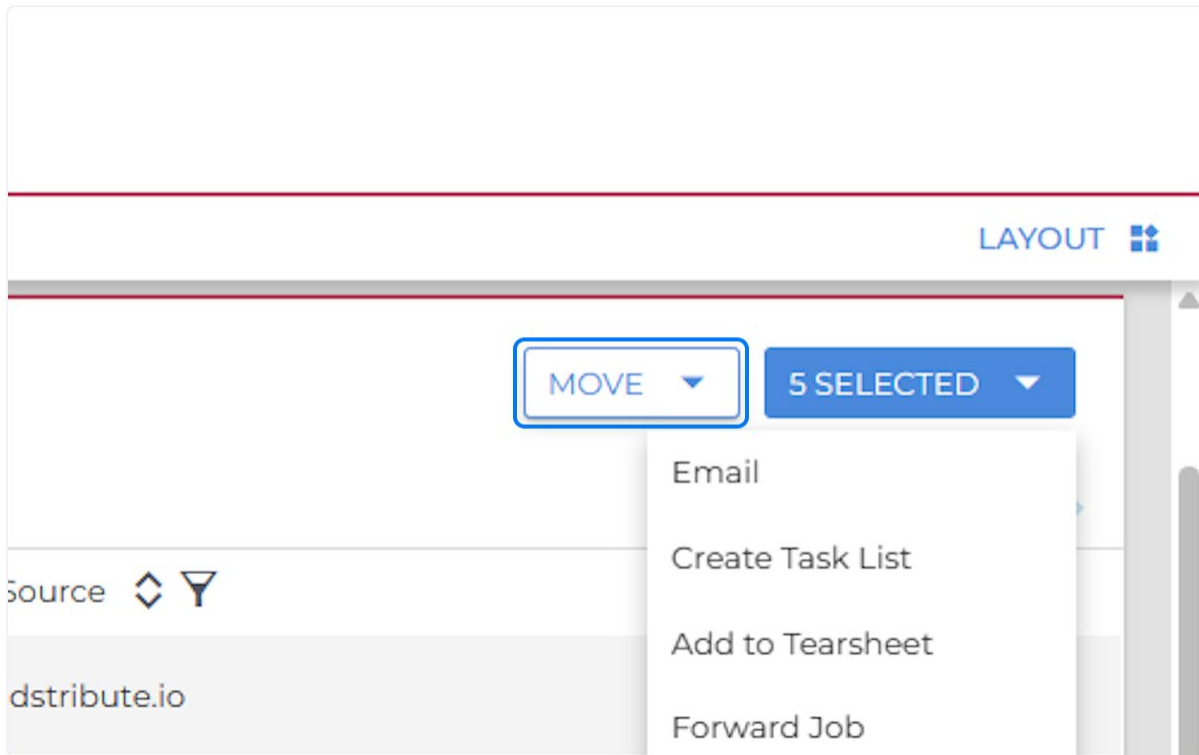 LAYOUT
MOVE
5 SELECTED
Email
Create Task List
Add to Tearsheet
Forward Job
Source
dstribute.io